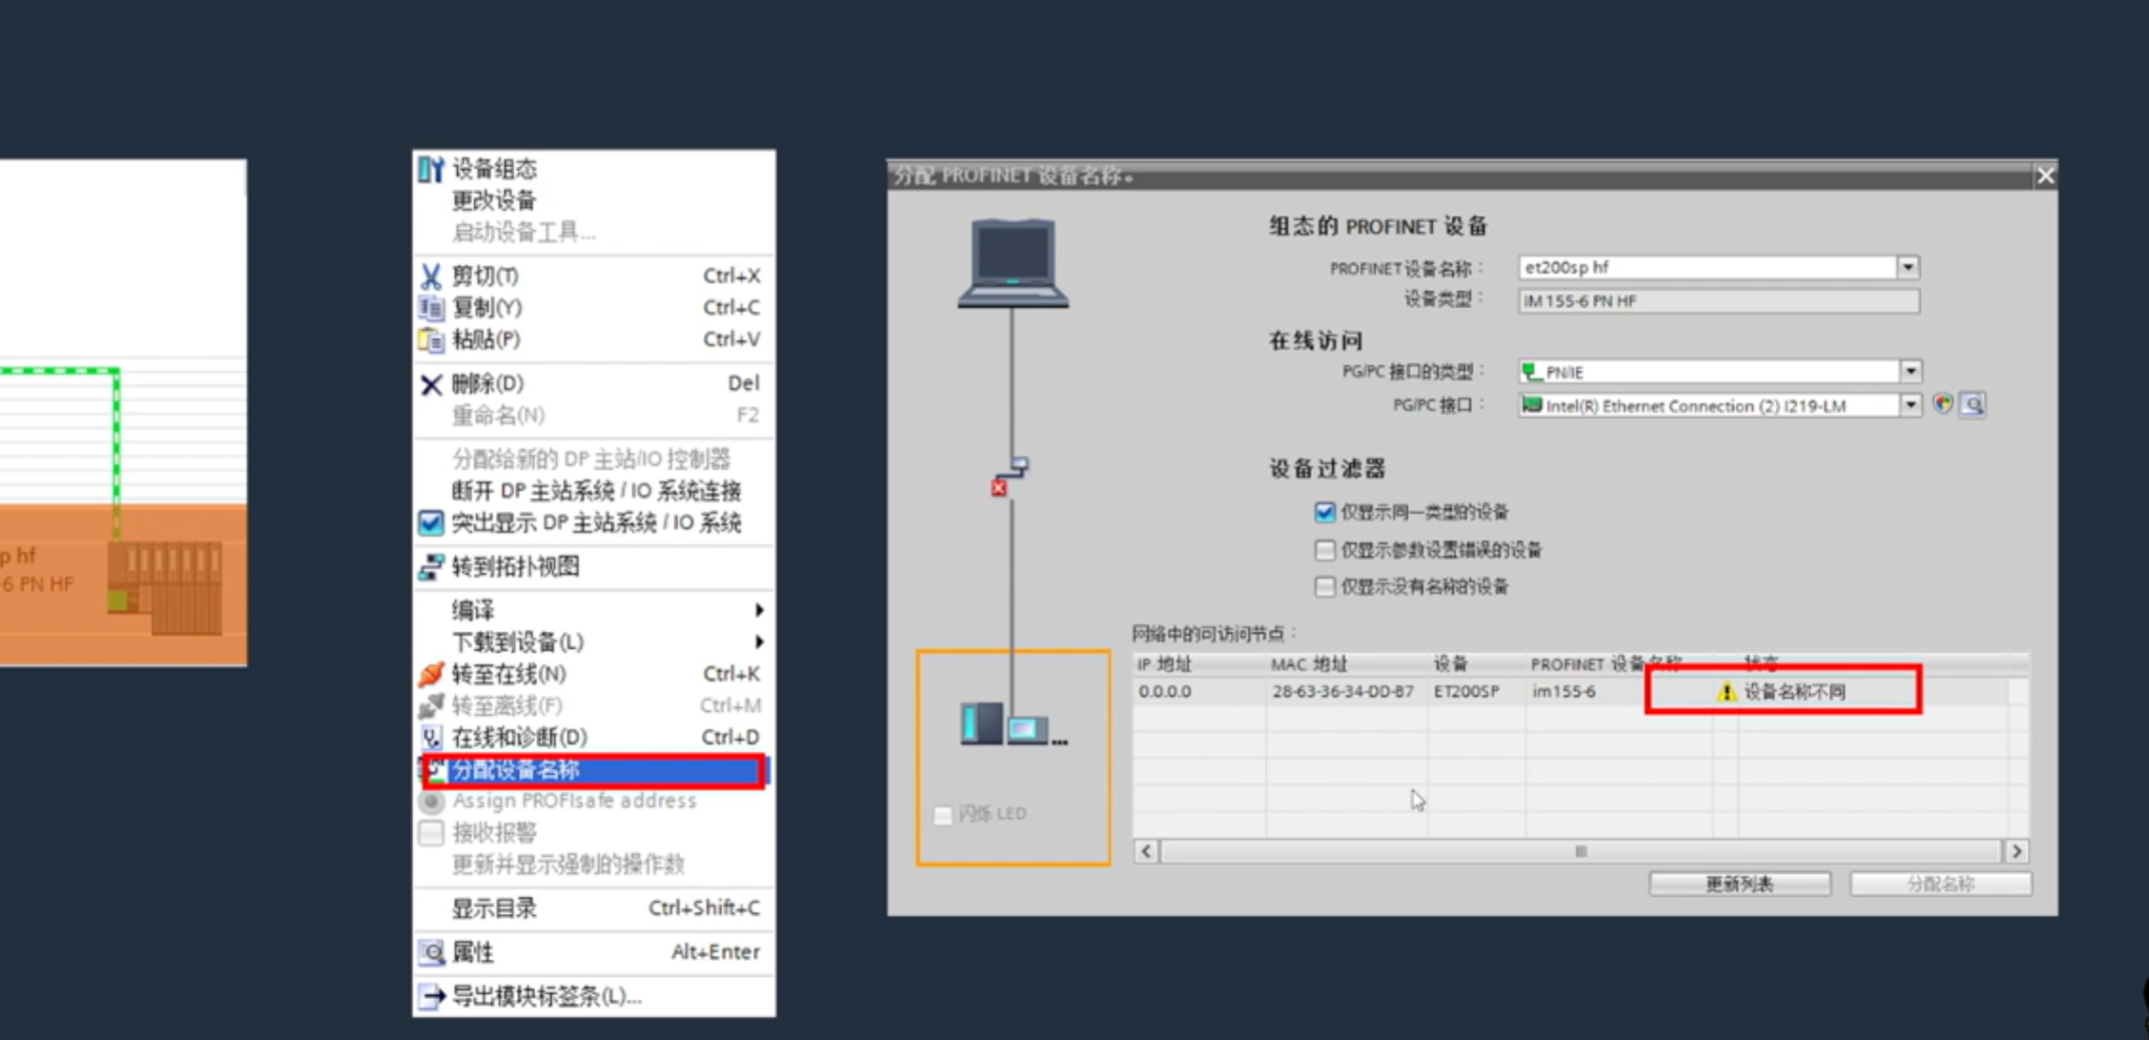 p hf
-6 PN HF
设备组态
更改设备
启动设备工具...
剪切(T) Ctrl+X
复制(Y) Ctrl+C
粘贴(P) Ctrl+V
删除(D) Del
重命名(N) F2
分配给新的 DP 主站/IO 控制器
断开 DP 主站系统 / IO 系统连接
突出显示 DP 主站系统 / IO 系统
转到拓扑视图
编译
下载到设备(L)
转至在线(N) Ctrl+K
转至离线(F) Ctrl+M
在线和诊断(D) Ctrl+D
分配设备名称
Assign PROFIsafe address
接收报警
更新并显示强制的操作数
显示目录 Ctrl+Shift+C
属性 Alt+Enter
导出模块标签条(L)...
分配 PROFINET 设备名称。
组态的 PROFINET 设备
PROFINET设备名称： et200sp hf
设备类型： IM 155-6 PN HF
在线访问
PG/PC 接口的类型： PN/IE
PG/PC 接口： Intel(R) Ethernet Connection (2) I219-LM
设备过滤器
仅显示同一类型的设备
仅显示参数设置错误的设备
仅显示没有名称的设备
网络中的可访问节点：
IP 地址 MAC 地址 设备 PROFINET 设备名称 状态
0.0.0.0 28-63-36-34-DD-B7 ET200SP im155-6 设备名称不同
闪烁 LED
更新列表 分配名称